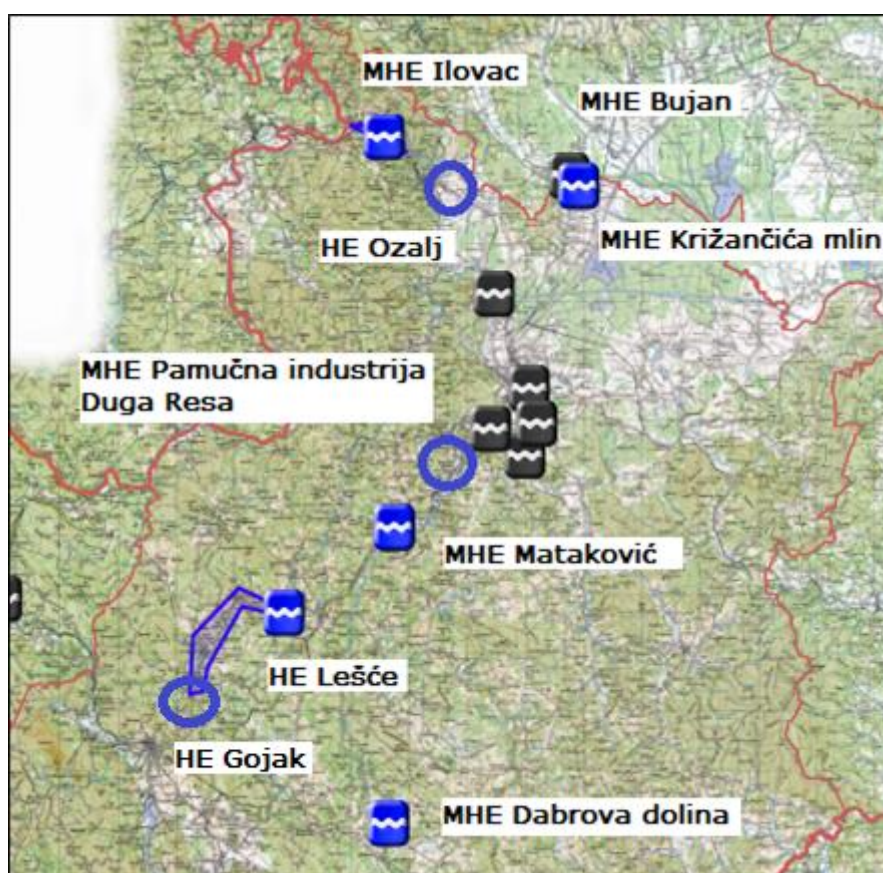 MHE Ilovac
MHE Bujan
HE Ozalj
MHE Križančića mlin
MHE Pamučna industrija
Duga Resa
MHE Mataković
HE Lešće
HE Gojak
MHE Dabrova dolina